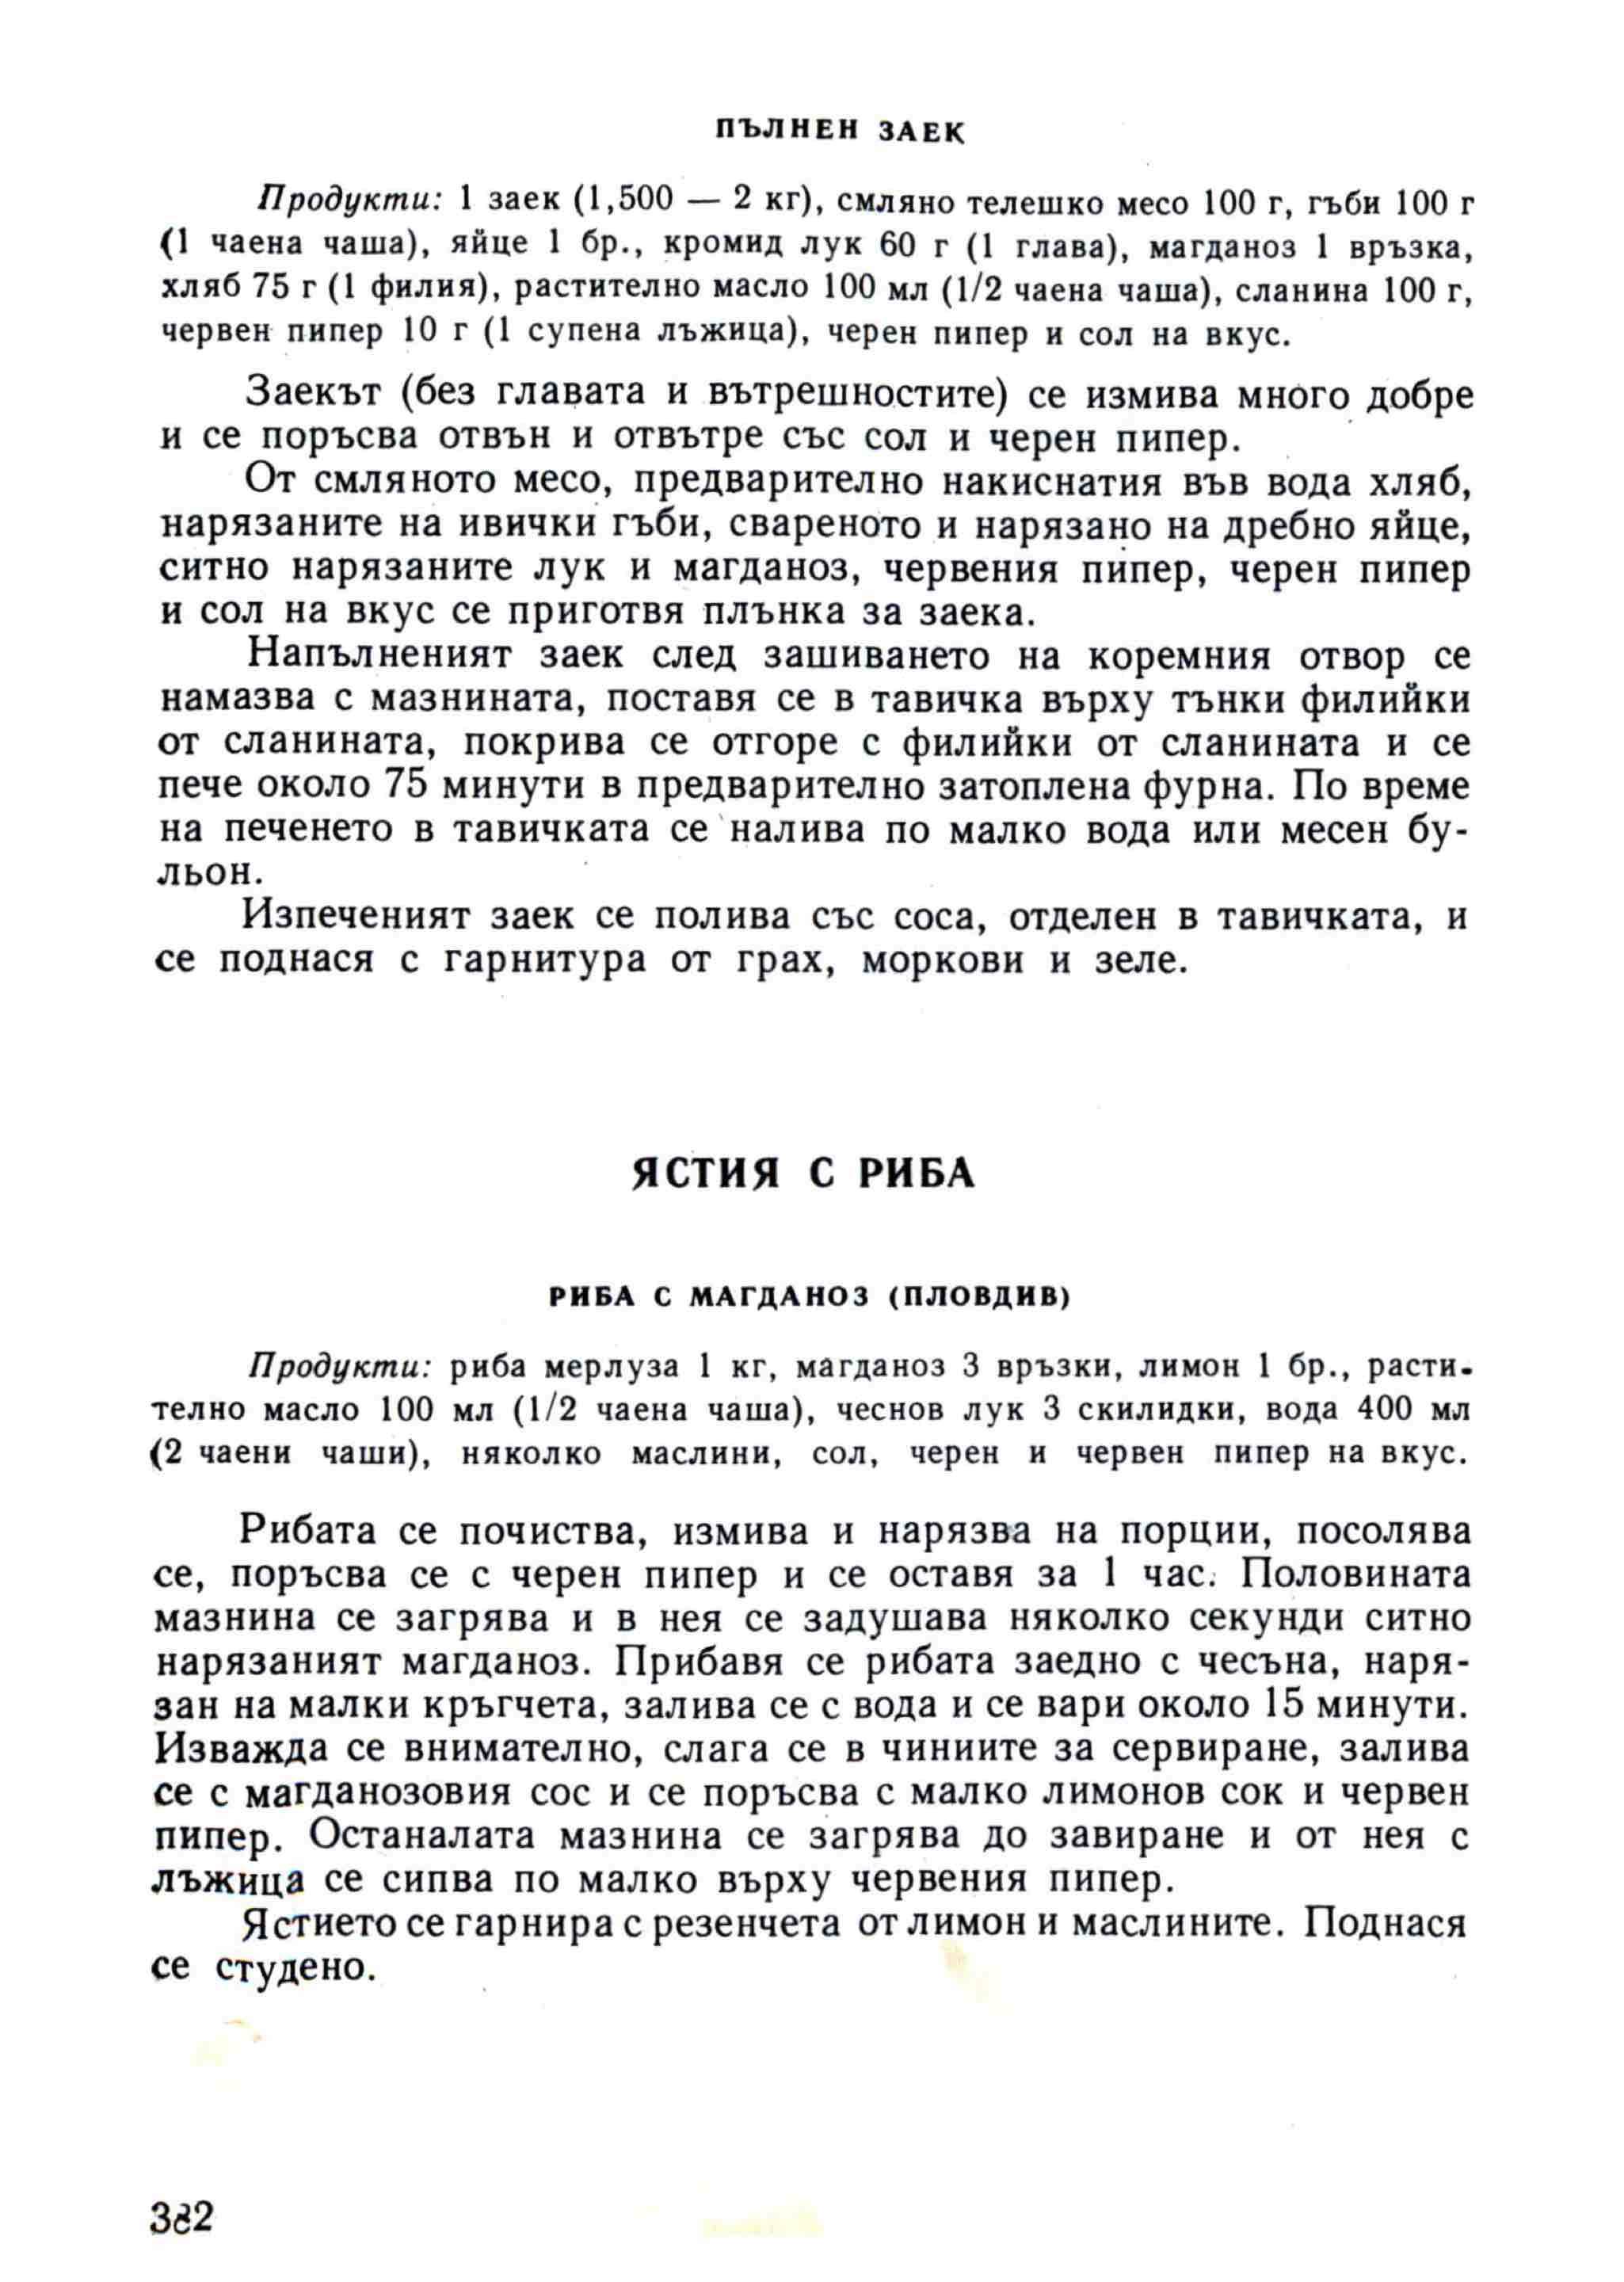 ПЪЛНЕН ЗАЕК
Продукти: 1 заек (1,500 — 2 кг), смляно телешко месо 100 г, гъби 100 г
(1 чаена чаша), яйце 1 бр., кромид лук 60 г (1 глава), магданоз 1 връзка,
хляб 75 г (1 филия), растително масло 100 мл (1/2 чаена чаша), сланина 100 г,
червен пипер 10 г (1 супена лъжица), черен пипер и сол на вкус.
Заекът (без главата и вътрешностите) се измива много добре
и се поръсва отвън и отвътре със сол и черен пипер.
От смляното месо, предварително накиснатия във вода хляб,
нарязаните на ивички гъби, свареното и нарязано на дребно яйце,
ситно нарязаните лук и магданоз, червения пипер, черен пипер
и сол на вкус се приготвя плънка за заека.
Напълненият заек след зашиването на коремния отвор се
намазва с мазнината, поставя се в тавичка върху тънки филийки
от сланината, покрива се отгоре с филийки от сланината и се
пече около 75 минути в предварително затоплена фурна. По време
на печенето в тавичката се налива по малко вода или месен бу-
льон.
Изпеченият заек се полива със соса, отделен в тавичката, и
се поднася с гарнитура от грах, моркови и зеле.
ЯСТИЯ С РИБА
РИБА С МАГДАНОЗ (ПЛОВДИВ)
Продукти: риба мерлуза 1 кг, магданоз 3 връзки, лимон 1 бр., расти-
телно масло 100 мл (1/2 чаена чаша), чеснов лук 3 скилидки, вода 400 мл
(2 чаени чаши), няколко маслини, сол, черен и червен пипер на вкус.
Рибата се почиства, измива и нарязва на порции, посолява
се, поръсва се с черен пипер и се оставя за 1 час. Половината
мазнина се загрява и в нея се задушава няколко секунди ситно
нарязаният магданоз. Прибавя се рибата заедно с чесъна, наря-
зан на малки кръгчета, залива се с вода и се вари около 15 минути.
Изважда се внимателно, слага се в чиниите за сервиране, залива
се с магданозовия сос и се поръсва с малко лимонов сок и червен
пипер. Останалата мазнина се загрява до завиране и от нея с
лъжица се сипва по малко върху червения пипер.
Ястието се гарнира с резенчета от лимон и маслините. Поднася
се студено.
382